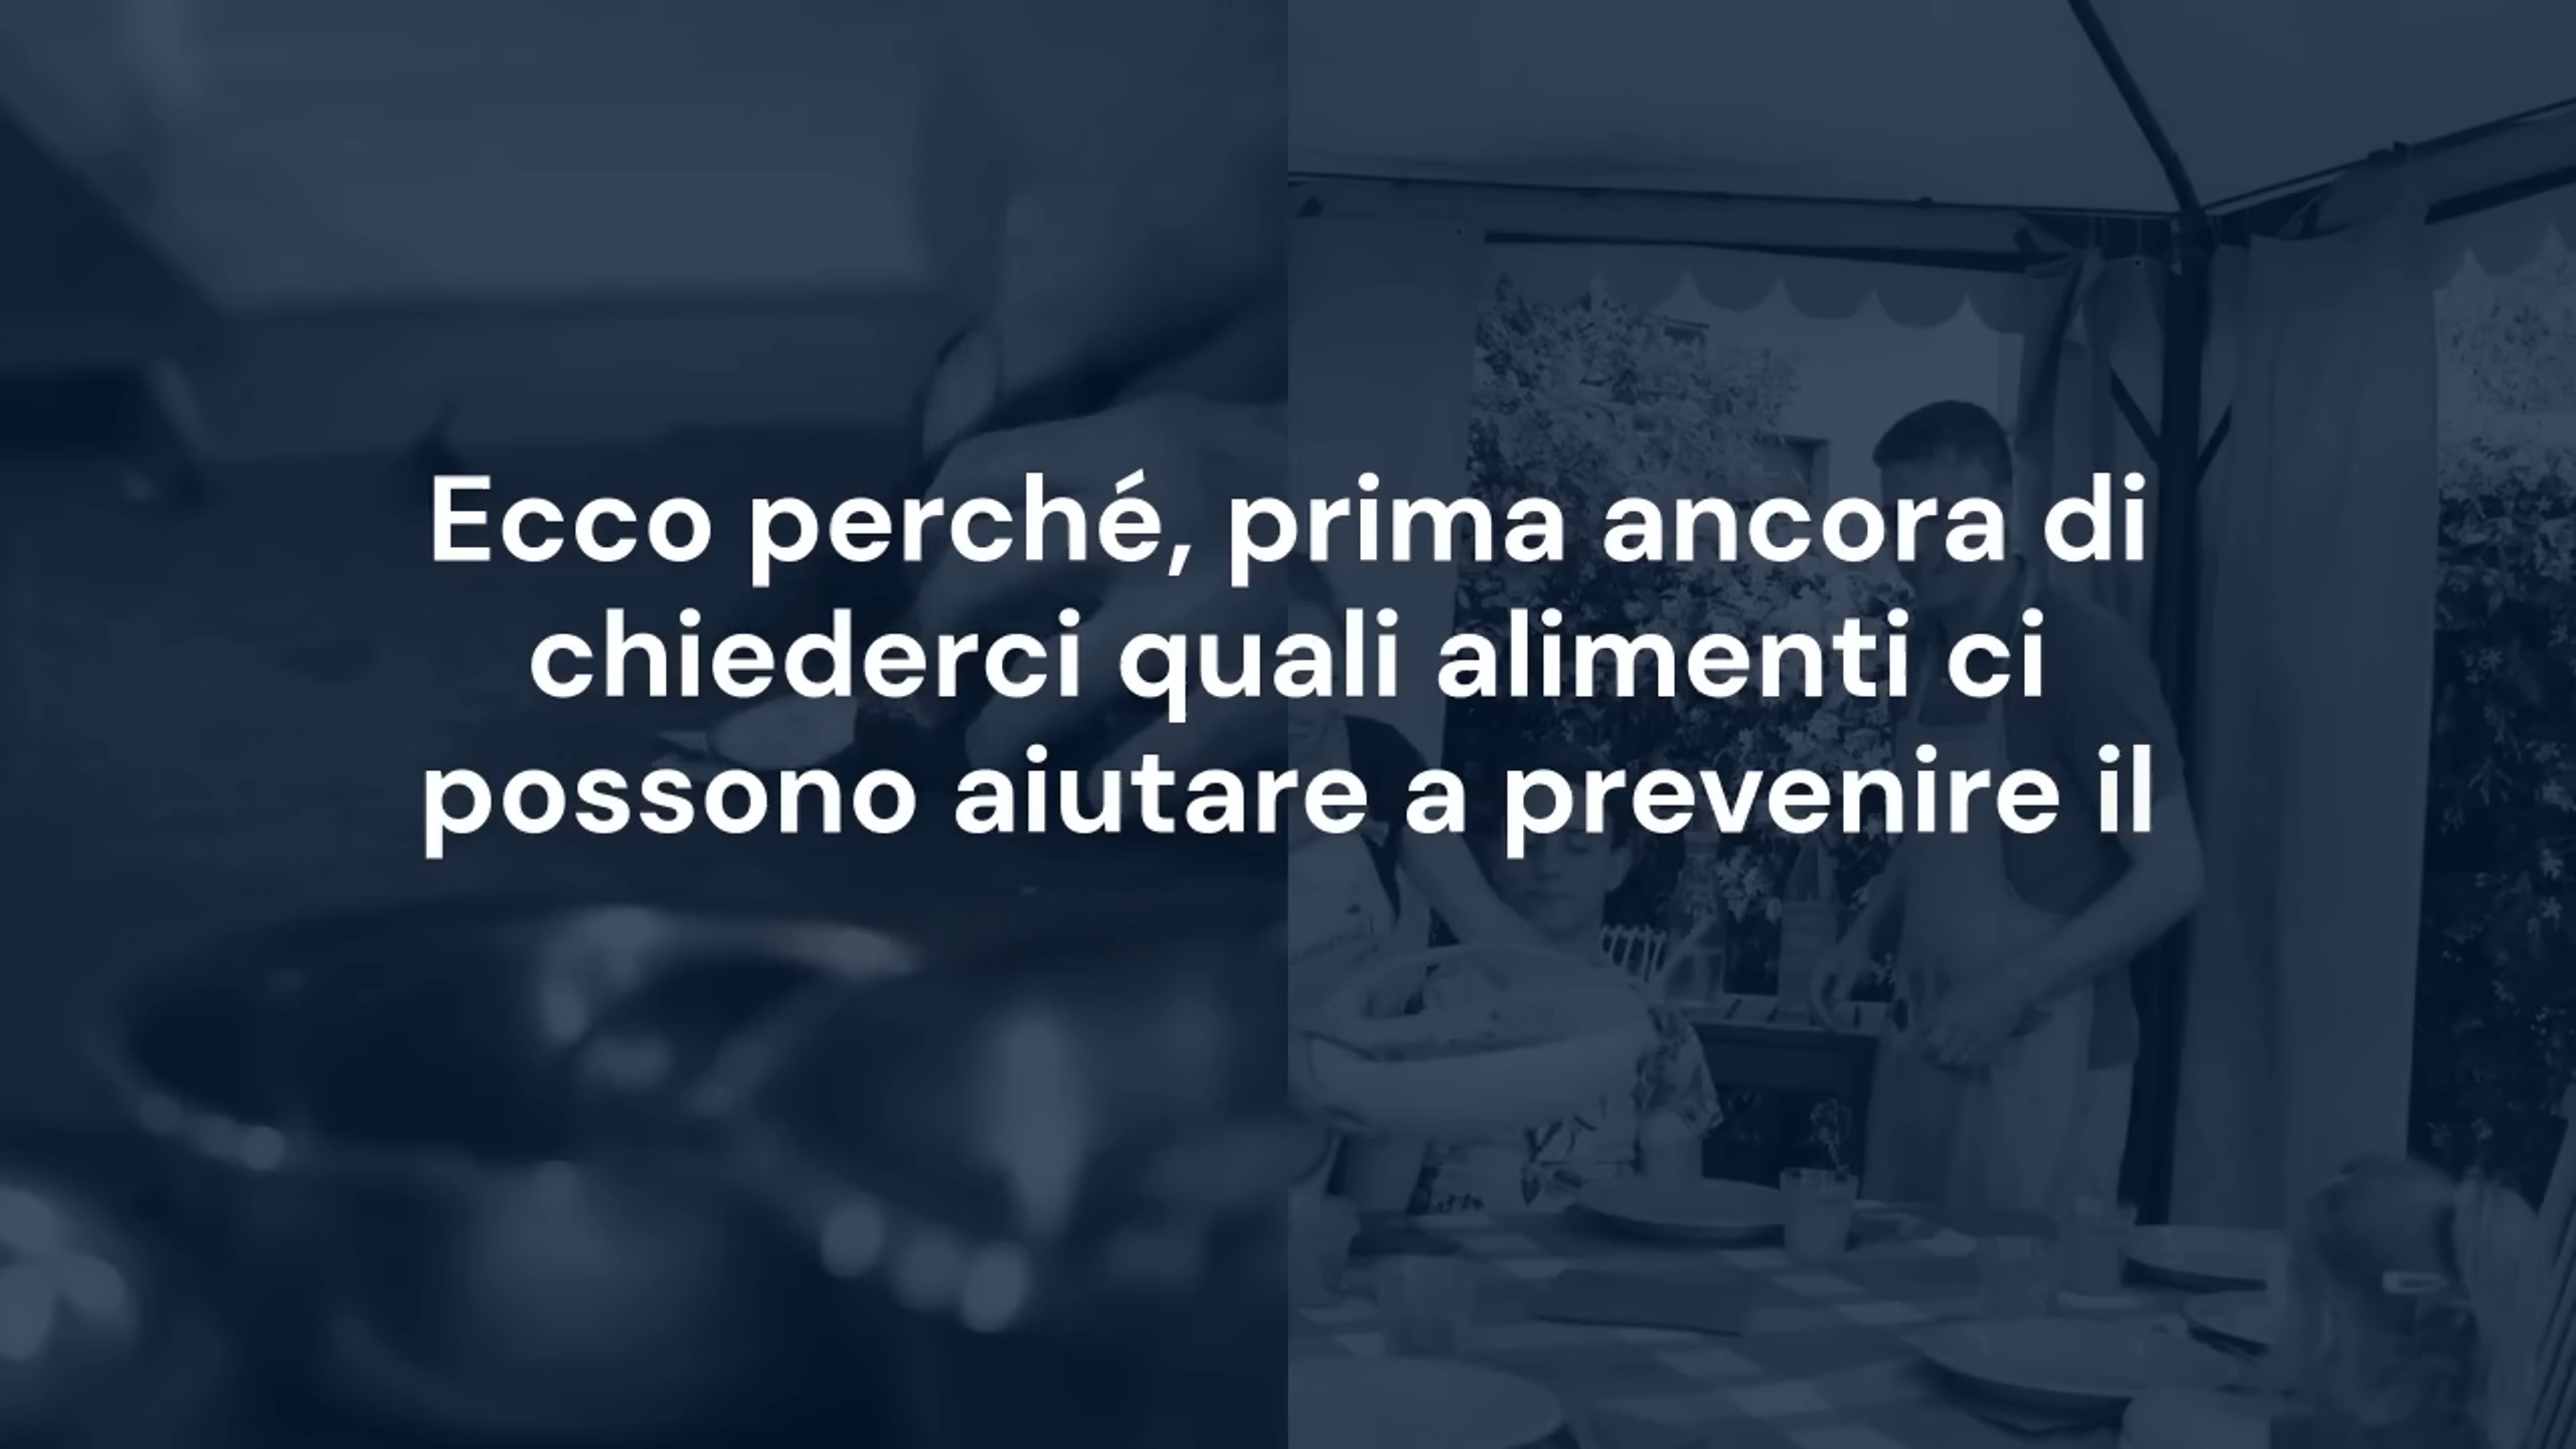 Ecco perché, prima ancora di
chiederci quali alimenti ci
possono aiutare a prevenire il